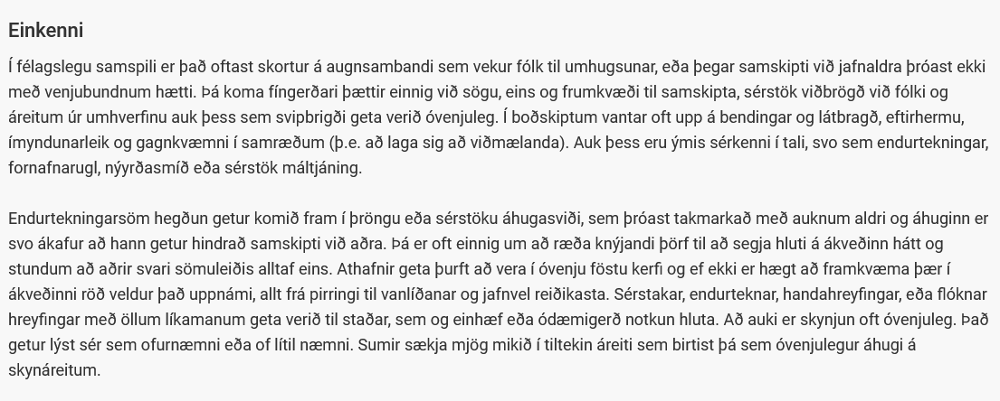 Einkenni
Í félagslegu samspili er það oftast skortur á augnsambandi sem vekur fólk til umhugsunar, eða þegar samskipti við jafnaldra þróast ekki
með venjubundnum hætti. Þá koma fíngerðari þættir einnig við sögu, eins og frumkvæði til samskipta, sérstök viðbrögð við fólki og
áreitum úr umhverfinu auk þess sem svipbrigði geta verið óvenjuleg. Í boðskiptum vantar oft upp á bendingar og látbragð, eftirhermu,
ímyndunarleik og gagnkvæmni í samræðum (þ.e. að laga sig að viðmælanda). Auk þess eru ýmis sérkenni í tali, svo sem endurtekningar,
fornafnarugl, nýyrðasmíð eða sérstök máltjáning.
Endurtekningarsöm hegðun getur komið fram í þröngu eða sérstöku áhugasviði, sem þróast takmarkað með auknum aldri og áhuginn er
svo ákafur að hann getur hindrað samskipti við aðra. Þá er oft einnig um að ræða knýjandi þörf til að segja hluti á ákveðinn hátt og
stundum að aðrir svari sömuleiðis alltaf eins. Athafnir geta þurft að vera í óvenju föstu kerfi og ef ekki er hægt að framkvæma þær í
ákveðinni röð veldur það uppnámi, allt frá pirringi til vanlíðanar og jafnvel reiðikasta. Sérstakar, endurteknar, handahreyfingar, eða flóknar
hreyfingar með öllum líkamanum geta verið til staðar, sem og einhæf eða ódæmigerð notkun hluta. Að auki er skynjun oft óvenjuleg. Það
getur lýst sér sem ofurnæmni eða of lítil næmni. Sumir sækja mjög mikið í tiltekin áreiti sem birtist þá sem óvenjulegur áhugi á
skynáreitum.